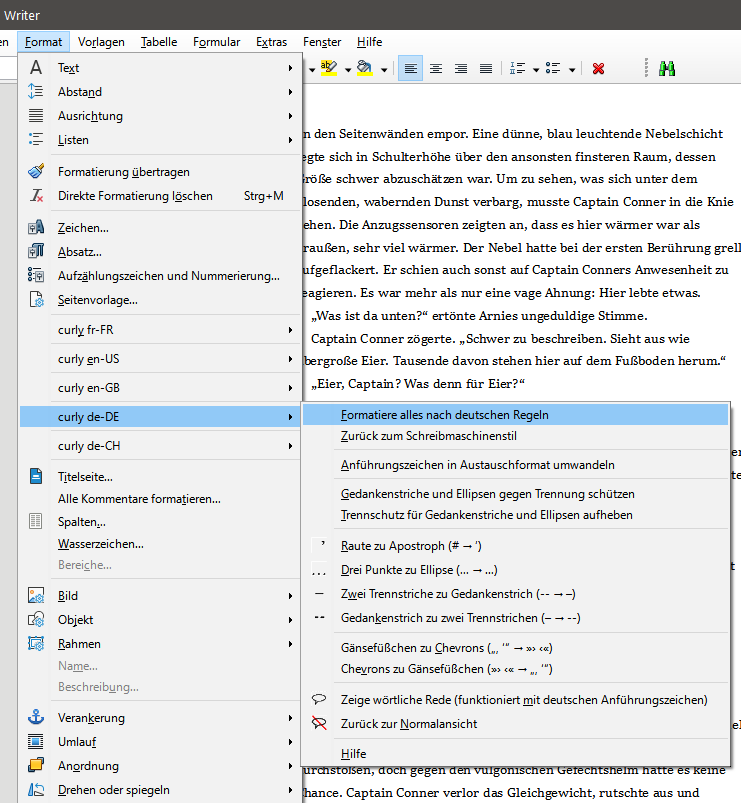 Writer
en Format Vorlagen Tabelle Formular Extras Fenster Hilfe
Text
Abstand
Ausrichtung
Listen
Formatierung übertragen
Direkte Formatierung löschen Strg+M
Zeichen...
Absatz...
Aufzählungszeichen und Nummerierung...
Seitenvorlage...
curly fr-FR
curly en-US
curly en-GB
curly de-DE
curly de-CH
Titelseite...
Alle Kommentare formatieren...
Spalten...
Wasserzeichen...
Bereiche...
Bild
Objekt
Rahmen
Name...
Beschreibung...
Verankerung
Umlauf
Anordnung
Drehen oder spiegeln
n den Seitenwänden empor. Eine dünne, blau leuchtende Nebelschicht
egte sich in Schulterhöhe über den ansonsten finsteren Raum, dessen
röße schwer abzuschätzen war. Um zu sehen, was sich unter dem
losenden, wabernden Dunst verbarg, musste Captain Conner in die Knie
ehen. Die Anzugssensoren zeigten an, dass es hier wärmer war als
raußen, sehr viel wärmer. Der Nebel hatte bei der ersten Berührung grell
ufgeflackert. Er schien auch sonst auf Captain Conners Anwesenheit zu
eagieren. Es war mehr als nur eine vage Ahnung: Hier lebte etwas.
„Was ist da unten?“ ertönte Arnies ungeduldige Stimme.
Captain Conner zögerte. „Schwer zu beschreiben. Sieht aus wie
bergroße Eier. Tausende davon stehen hier auf dem Fußboden herum.“
„Eier, Captain? Was denn für Eier?“
Formatiere alles nach deutschen Regeln
Zurück zum Schreibmaschinenstil
Anführungszeichen in Austauschformat umwandeln
Gedankenstriche und Ellipsen gegen Trennung schützen
Trennschutz für Gedankenstriche und Ellipsen aufheben
Raute zu Apostroph (# → ’)
Drei Punkte zu Ellipse (... → …)
Zwei Trennstriche zu Gedankenstrich (-- → –)
Gedankenstrich zu zwei Trennstrichen (– → --)
Gänsefüßchen zu Chevrons („‚ ‘“ → »› ‹«)
Chevrons zu Gänsefüßchen (»› ‹« → „‚ ‘“)
Zeige wörtliche Rede (funktioniert mit deutschen Anführungszeichen)
Zurück zur Normalansicht
Hilfe
urchstoßen, doch gegen den vulgonischen Gefechtshelm hatte es keine
hance. Captain Conner verlor das Gleichgewicht, rutschte aus und